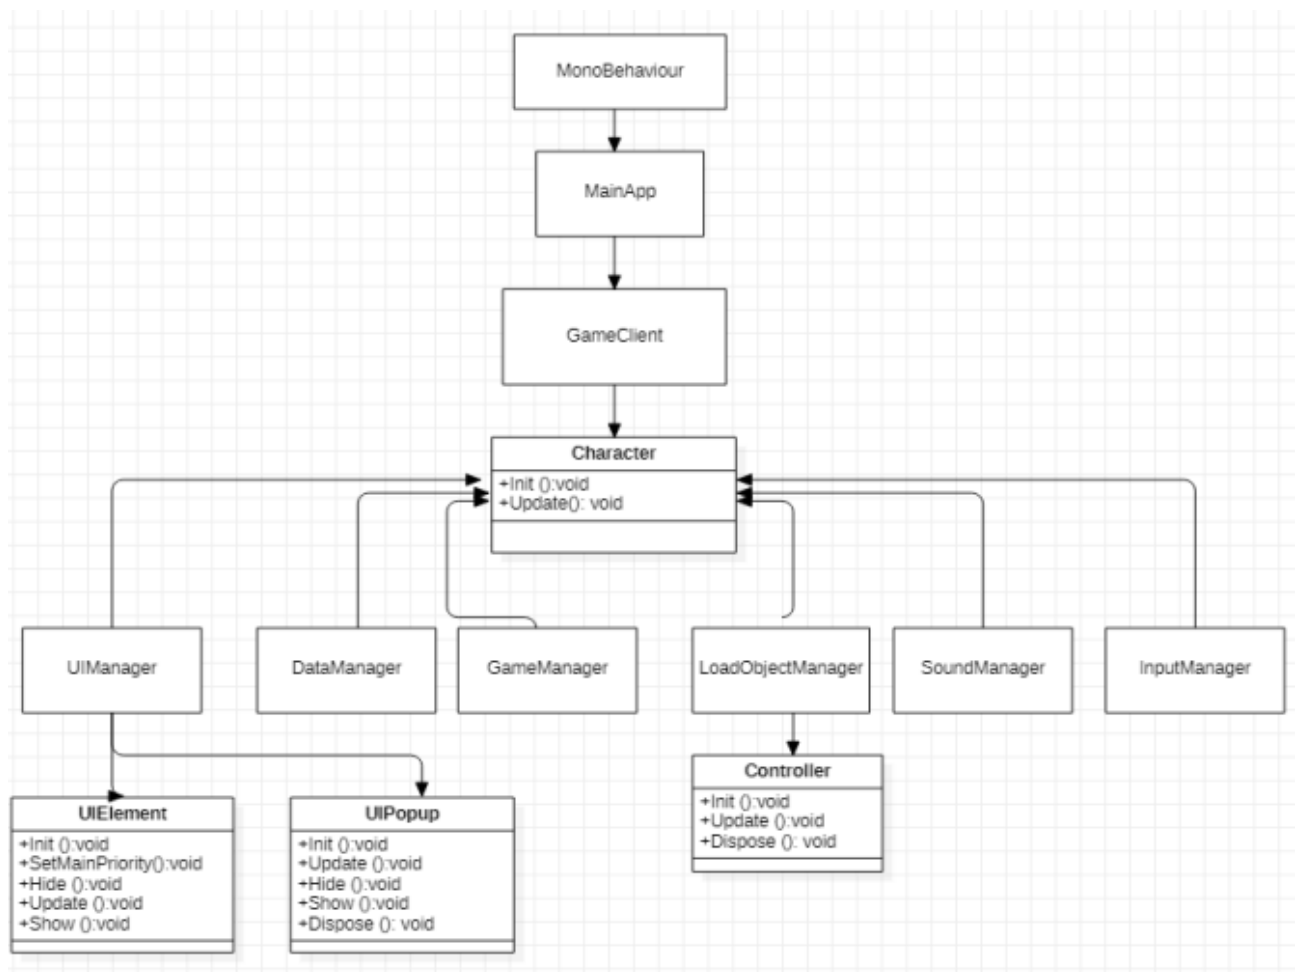 MonoBehaviour
MainApp
GameClient
Character
+Init ():void
+Update(): void
UIManager
DataManager
GameManager
LoadObjectManager
SoundManager
InputManager
UIElement
+Init ():void
+SetMainPriority():void
+Hide ():void
+Update ():void
+Show ():void
UIPopup
+Init ():void
+Update ():void
+Hide ():void
+Show ():void
+Dispose (): void
Controller
+Init ():void
+Update ():void
+Dispose (): void